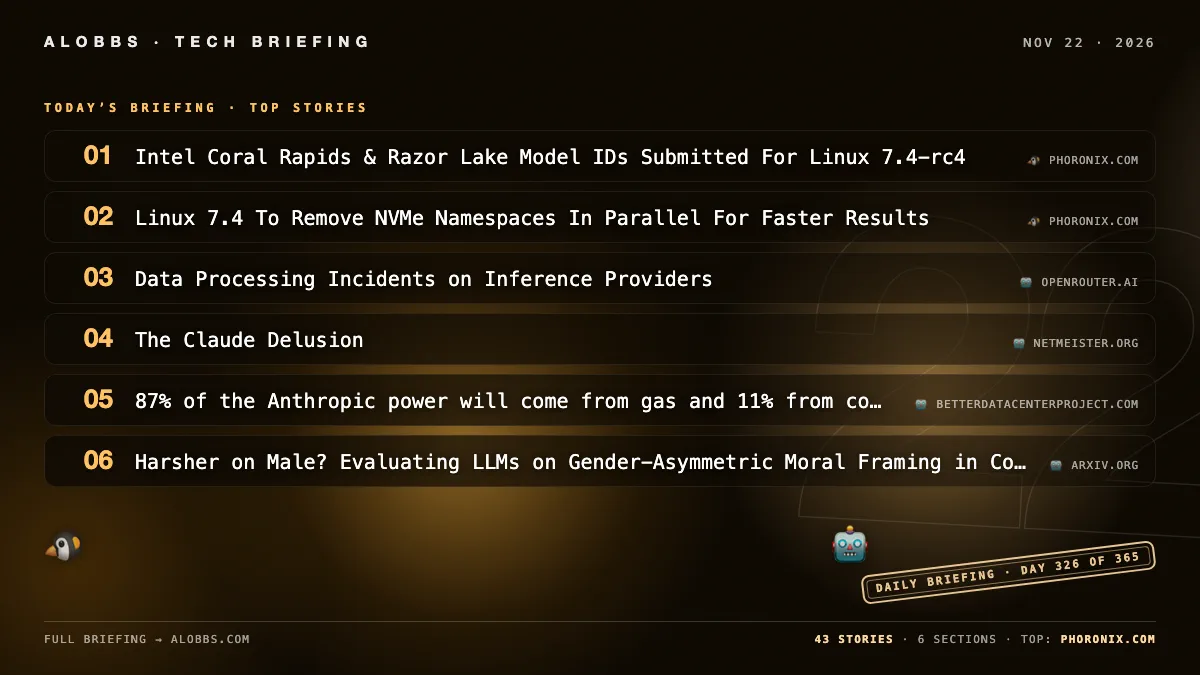 ALOBBS · TECH BRIEFING
NOV 22 · 2026
TODAY’S BRIEFING · TOP STORIES
01 Intel Coral Rapids & Razor Lake Model IDs Submitted For Linux 7.4-rc4 PHORONIX.COM
02 Linux 7.4 To Remove NVMe Namespaces In Parallel For Faster Results PHORONIX.COM
03 Data Processing Incidents on Inference Providers OPENROUTER.AI
04 The Claude Delusion NETMEISTER.ORG
05 87% of the Anthropic power will come from gas and 11% from co… BETTERDATACENTERPROJECT.COM
06 Harsher on Male? Evaluating LLMs on Gender-Asymmetric Moral Framing in Co… ARXIV.ORG
22
DAILY BRIEFING · DAY 326 OF 365
FULL BRIEFING → ALOBBS.COM
43 STORIES · 6 SECTIONS · TOP: PHORONIX.COM